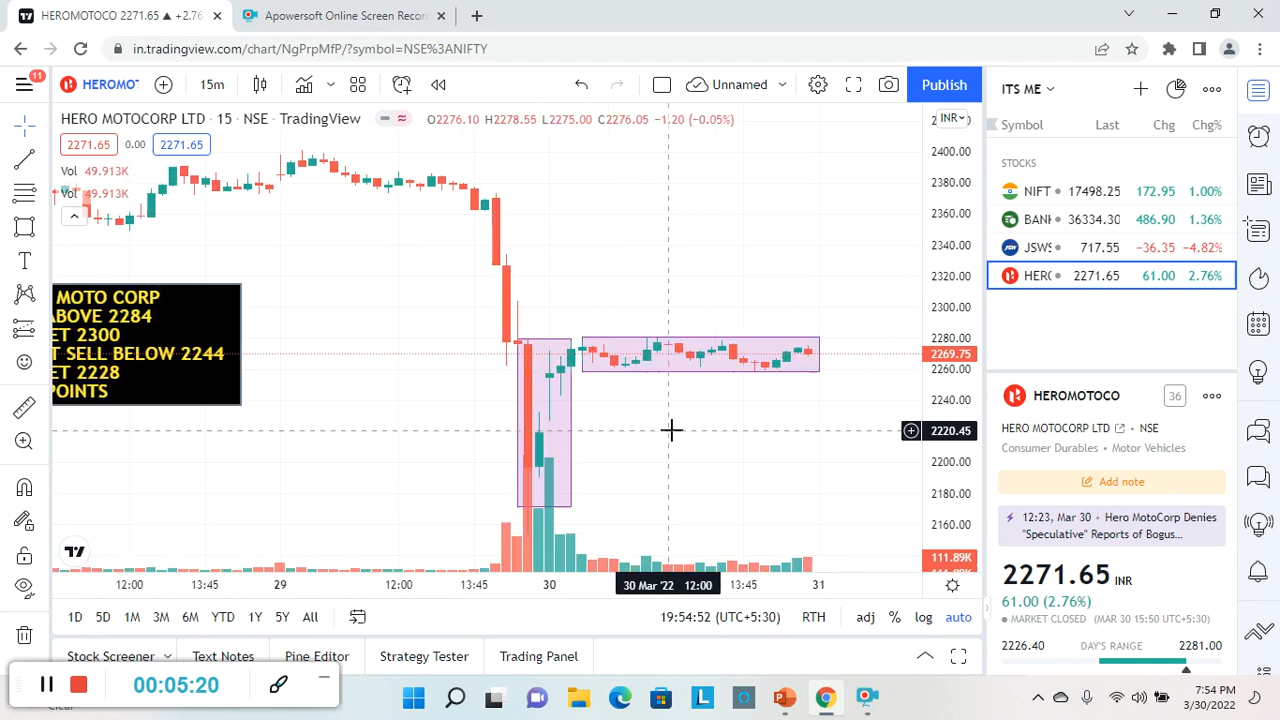 HEROMOTOCO 2271.65 ▲ +2.76
Apowersoft Online Screen Record
in.tradingview.com/chart/NgPrpMfP/?symbol=NSE%3ANIFTY
11
HEROMOT
15m
Unnamed
Publish
HERO MOTOCORP LTD · 15 · NSE · TradingView
O2276.10 H2278.55 L2275.00 C2276.05 −1.20 (−0.05%)
INR
2271.65 0.00 2271.65
Vol 49.913K
Vol 49.913K
MOTO CORP
ABOVE 2284
ET 2300
T SELL BELOW 2244
ET 2228
POINTS
2400.00
2380.00
2360.00
2340.00
2320.00
2300.00
2280.00
2269.75
2260.00
2240.00
2220.45
2200.00
2180.00
2160.00
111.89K
12:00 13:45 29 12:00 13:45 30 30 Mar '22 12:00 13:45 31
1D 5D 1M 3M 6M YTD 1Y 5Y All
19:54:52 (UTC+5:30) RTH adj % log auto
Stock Screener Text Notes Pine Editor Strategy Tester Trading Panel
ITS ME
Symbol Last Chg Chg%
STOCKS
NIFT 17498.25 172.95 1.00%
BANK 36334.30 486.90 1.36%
JSWS 717.55 −36.35 −4.82%
HERO 2271.65 61.00 2.76%
HEROMOTOCO 36
HERO MOTOCORP LTD · NSE
Consumer Durables · Motor Vehicles
Add note
12:23, Mar 30 · Hero MotoCorp Denies
"Speculative" Reports of Bogus...
2271.65 INR
61.00 (2.76%)
MARKET CLOSED (MAR 30 15:50 UTC+5:30)
2226.40 DAY'S RANGE 2281.00
00:05:20
Clear
7:54 PM
3/30/2022